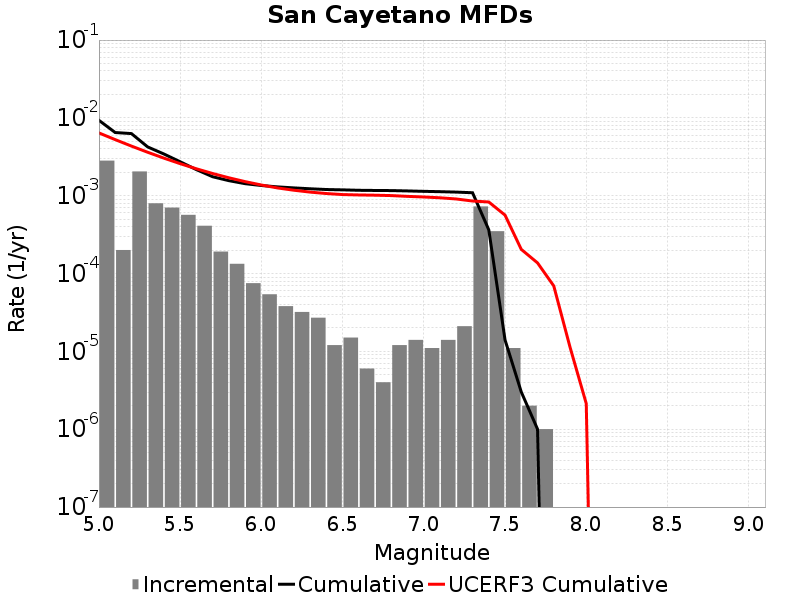 San Cayetano MFDs
10-1
10-2
10-3
10-4
10-5
10-6
10-7
Rate (1/yr)
5.0 5.5 6.0 6.5 7.0 7.5 8.0 8.5 9.0
Magnitude
Incremental Cumulative UCERF3 Cumulative